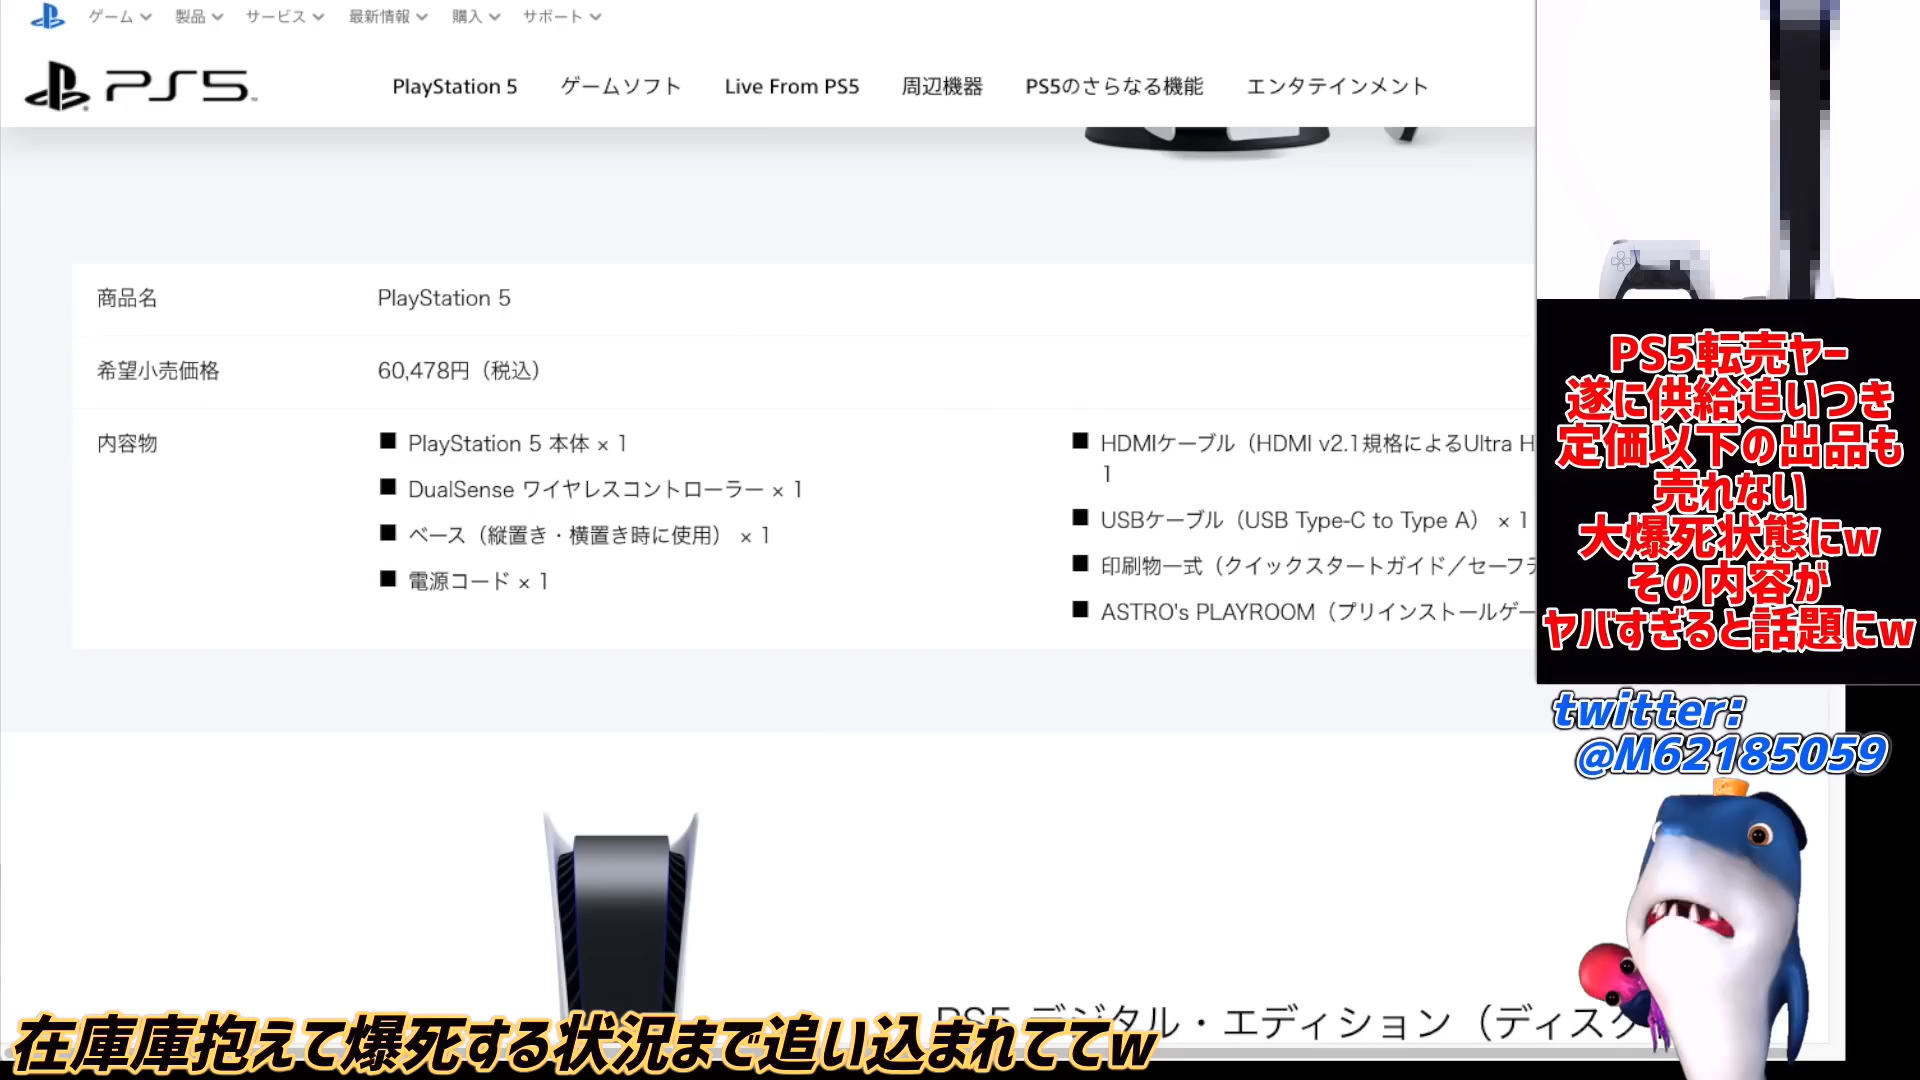 ゲーム 製品 サービス 最新情報 購入 サポート
PS5
PlayStation 5 ゲームソフト Live From PS5 周辺機器 PS5のさらなる機能 エンタテインメント
商品名 PlayStation 5
希望小売価格 60,478円（税込）
内容物
PlayStation 5 本体 × 1
DualSense ワイヤレスコントローラー × 1
ベース（縦置き・横置き時に使用） × 1
電源コード × 1
HDMIケーブル（HDMI v2.1規格によるUltra H
1
USBケーブル（USB Type-C to Type A） × 1
印刷物一式（クイックスタートガイド／セーフテ
ASTRO's PLAYROOM（プリインストールゲー
PS5 デジタル・エディション（ディスク
PS5転売ヤー
遂に供給追いつき
定価以下の出品も
売れない
大爆死状態にw
その内容が
ヤバすぎると話題にw
twitter:
@M62185059
在庫庫抱えて爆死する状況まで追い込まれててw